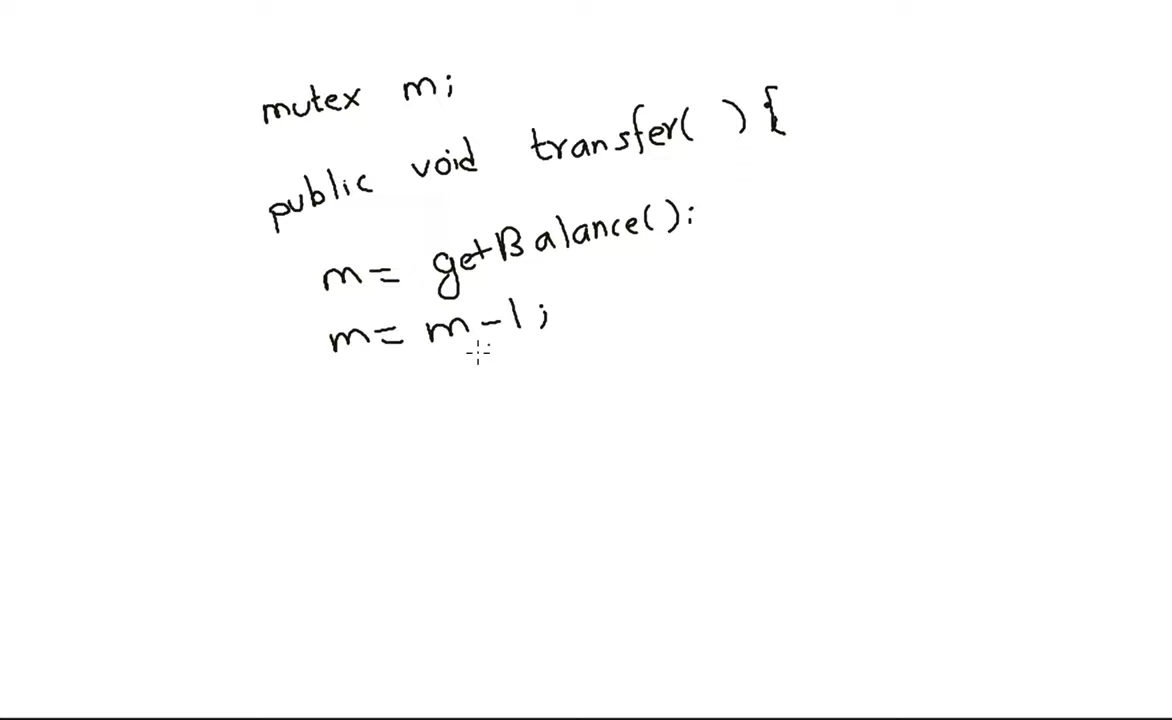 mutex m;
public void transfer( ) {
m = getBalance():
m = m - 1;